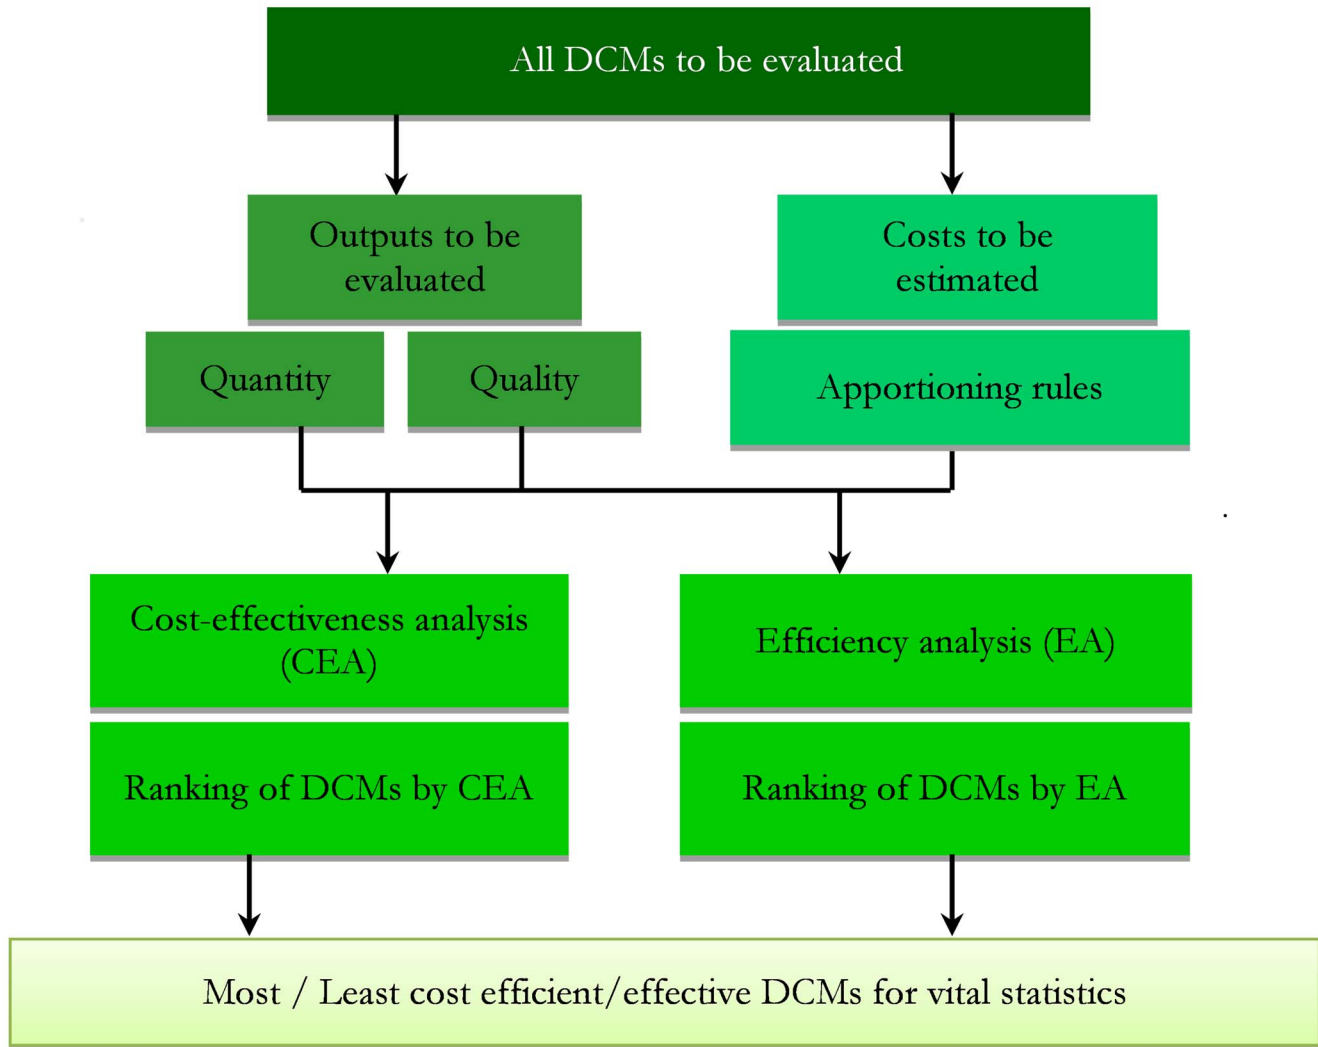 All DCMs to be evaluated
Outputs to be
evaluated
Costs to be
estimated
Quantity
Quality
Apportioning rules
Cost-effectiveness analysis
(CEA)
Efficiency analysis (EA)
Ranking of DCMs by CEA
Ranking of DCMs by EA
Most / Least cost efficient/effective DCMs for vital statistics